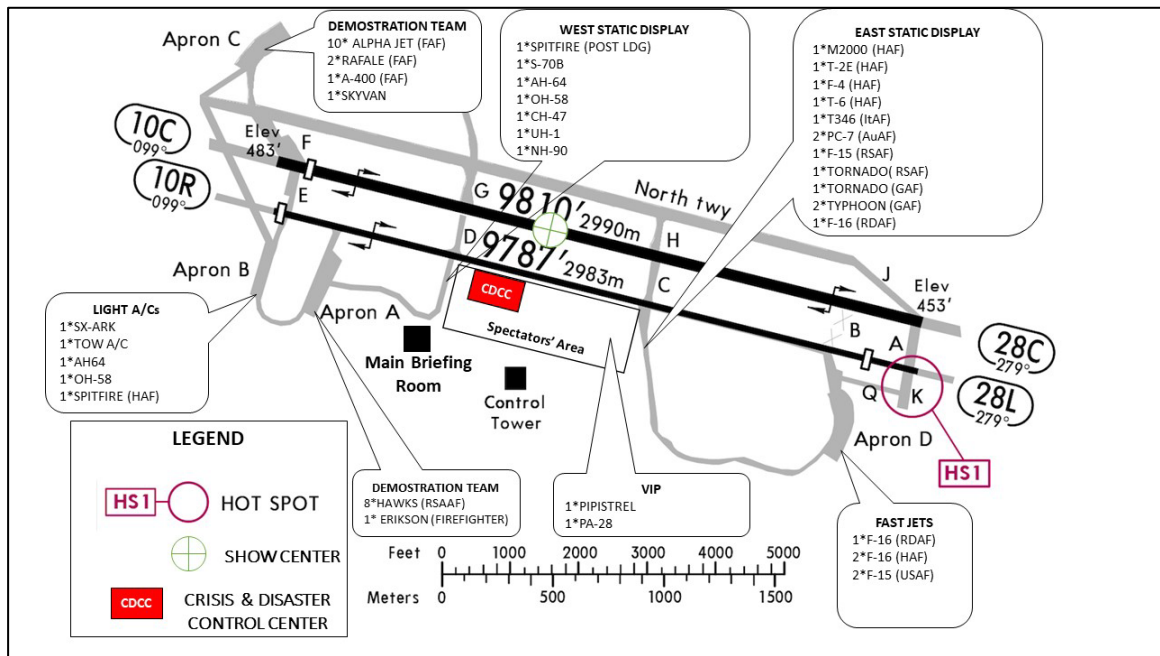 Apron C
DEMOSTRATION TEAM
10* ALPHA JET (FAF)
2*RAFALE (FAF)
1*A-400 (FAF)
1*SKYVAN
WEST STATIC DISPLAY
1*SPITFIRE (POST LDG)
1*S-70B
1*AH-64
1*OH-58
1*CH-47
1*UH-1
1*NH-90
EAST STATIC DISPLAY
1*M2000 (HAF)
1*T-2E (HAF)
1*F-4 (HAF)
1*T-6 (HAF)
1*T346 (ItAF)
2*PC-7 (AuAF)
1*F-15 (RSAF)
1*TORNADO( RSAF)
1*TORNADO (GAF)
2*TYPHOON (GAF)
1*F-16 (RDAF)
10C
099°
Elev
483'
F
10R
099°
E
G
9810'
2990m
North twy
D
9787'
2983m
H
C
J
Elev
453'
B
A
28C
279°
Q
K
28L
279°
Apron B
Apron A
CDCC
Spectators' Area
Main Briefing
Room
Control
Tower
Apron D
HS1
LIGHT A/Cs
1*SX-ARK
1*TOW A/C
1*AH64
1*OH-58
1*SPITFIRE (HAF)
LEGEND
HS1
HOT SPOT
SHOW CENTER
CDCC
CRISIS & DISASTER
CONTROL CENTER
DEMOSTRATION TEAM
8*HAWKS (RSAAF)
1* ERIKSON (FIREFIGHTER)
VIP
1*PIPISTREL
1*PA-28
FAST JETS
1*F-16 (RDAF)
2*F-16 (HAF)
2*F-15 (USAF)
Feet 0 1000 2000 3000 4000 5000
Meters 0 500 1000 1500